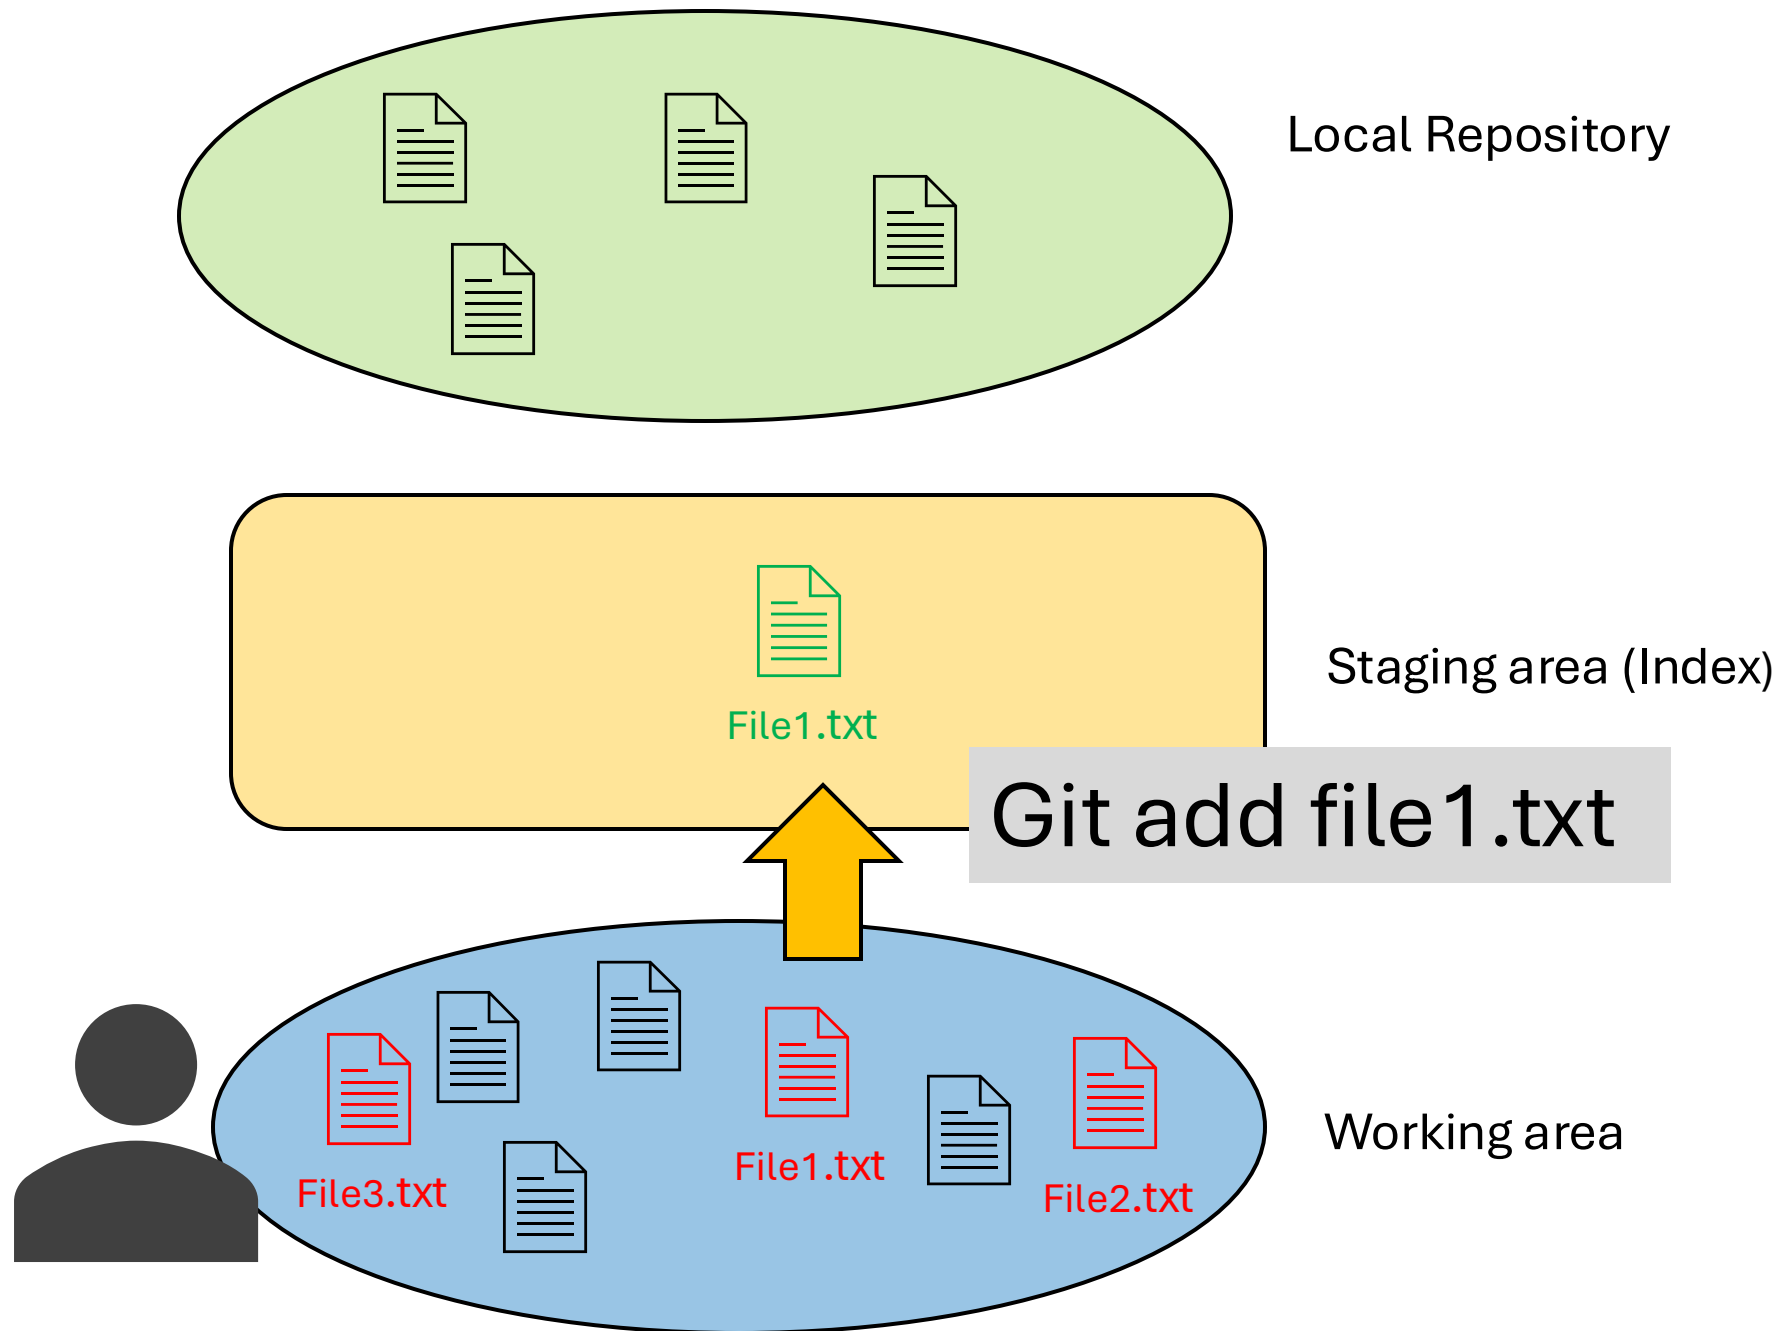 Local Repository
File1.txt
Staging area (Index)
Git add file1.txt
File3.txt
File1.txt
File2.txt
Working area